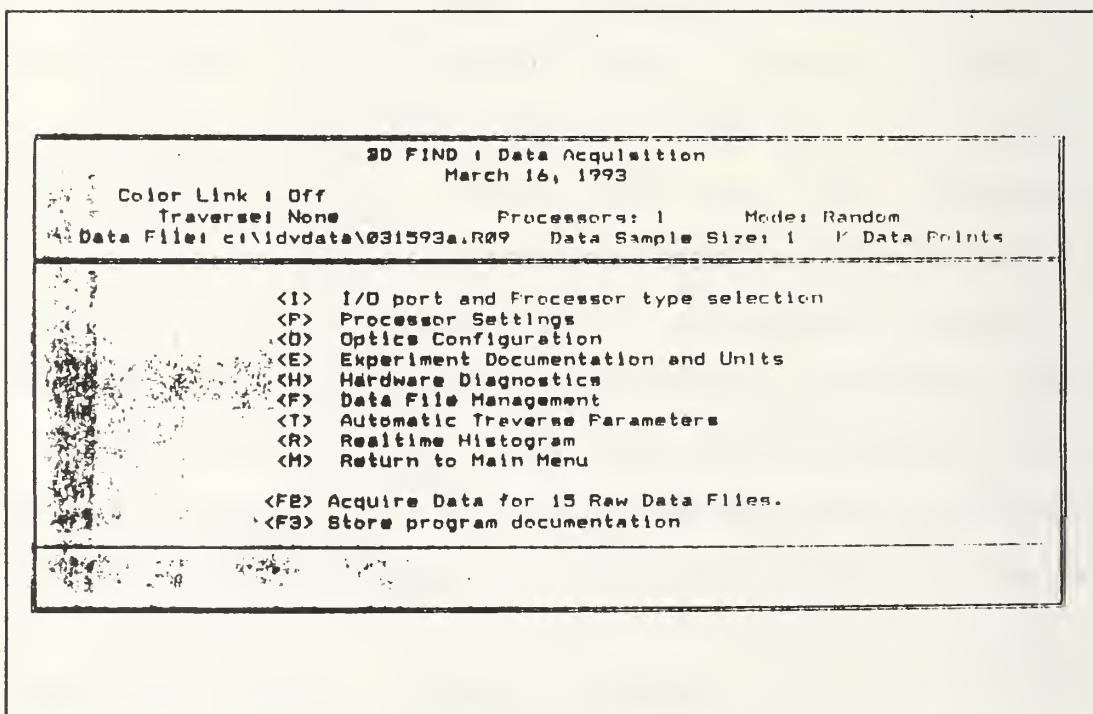 3D FIND : Data Acquisition
March 16, 1993
Color Link : Off
Traverse: None Processors: 1 Mode: Random
Data File: c:\ldvdata\031593a.R09 Data Sample Size: 1 K Data Points
<I> I/O port and Processor type selection
<P> Processor Settings
<O> Optics Configuration
<E> Experiment Documentation and Units
<H> Hardware Diagnostics
<F> Data File Management
<T> Automatic Traverse Parameters
<R> Realtime Histogram
<M> Return to Main Menu
<F2> Acquire Data for 15 Raw Data Files.
<F3> Store program documentation